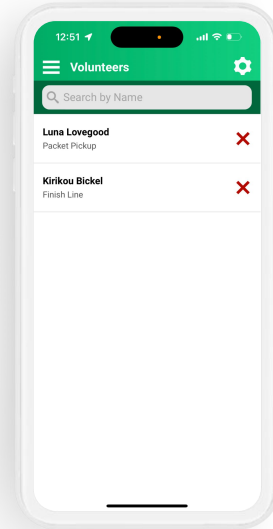 12:51
Volunteers
Search by Name
Luna Lovegood
Packet Pickup
Kirikou Bickel
Finish Line